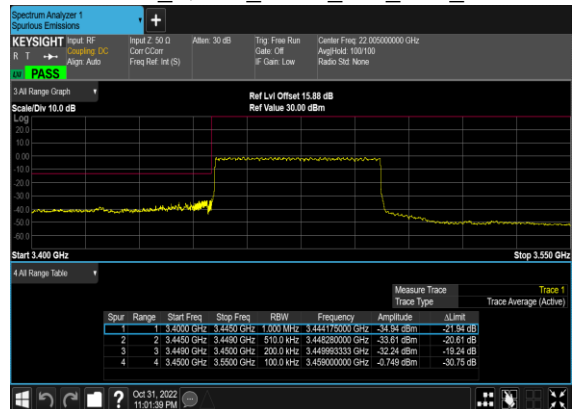 Spectrum Analyzer 1
Spurious Emissions
KEYSIGHT Input: RF Input Z: 50 Ω Atten: 30 dB Trig: Free Run Center Freq: 22.005000000 GHz
R T Coupling: DC Corr CCorr Gate: Off Avg|Hold: 100/100
Align: Auto Freq Ref: Int (S) IF Gain: Low Radio Std: None
PASS
3 All Range Graph
Ref Lvl Offset 15.88 dB
Scale/Div 10.0 dB Ref Value 30.00 dBm
Log
20.0
10.0
0.00
-10.0
-20.0
-30.0
-40.0
-50.0
-60.0
Start 3.400 GHz Stop 3.550 GHz
4 All Range Table
Measure Trace Trace 1
Trace Type Trace Average (Active)
Spur Range Start Freq Stop Freq RBW Frequency Amplitude ΔLimit
1 1 3.4000 GHz 3.4450 GHz 1.000 MHz 3.444175000 GHz -34.94 dBm -21.94 dB
2 2 3.4450 GHz 3.4490 GHz 510.0 kHz 3.448280000 GHz -33.61 dBm -20.61 dB
3 3 3.4490 GHz 3.4500 GHz 200.0 kHz 3.449993333 GHz -32.24 dBm -19.24 dB
4 4 3.4500 GHz 3.5500 GHz 100.0 kHz 3.459000000 GHz -0.749 dBm -30.75 dB
Oct 31, 2022
11:01:39 PM